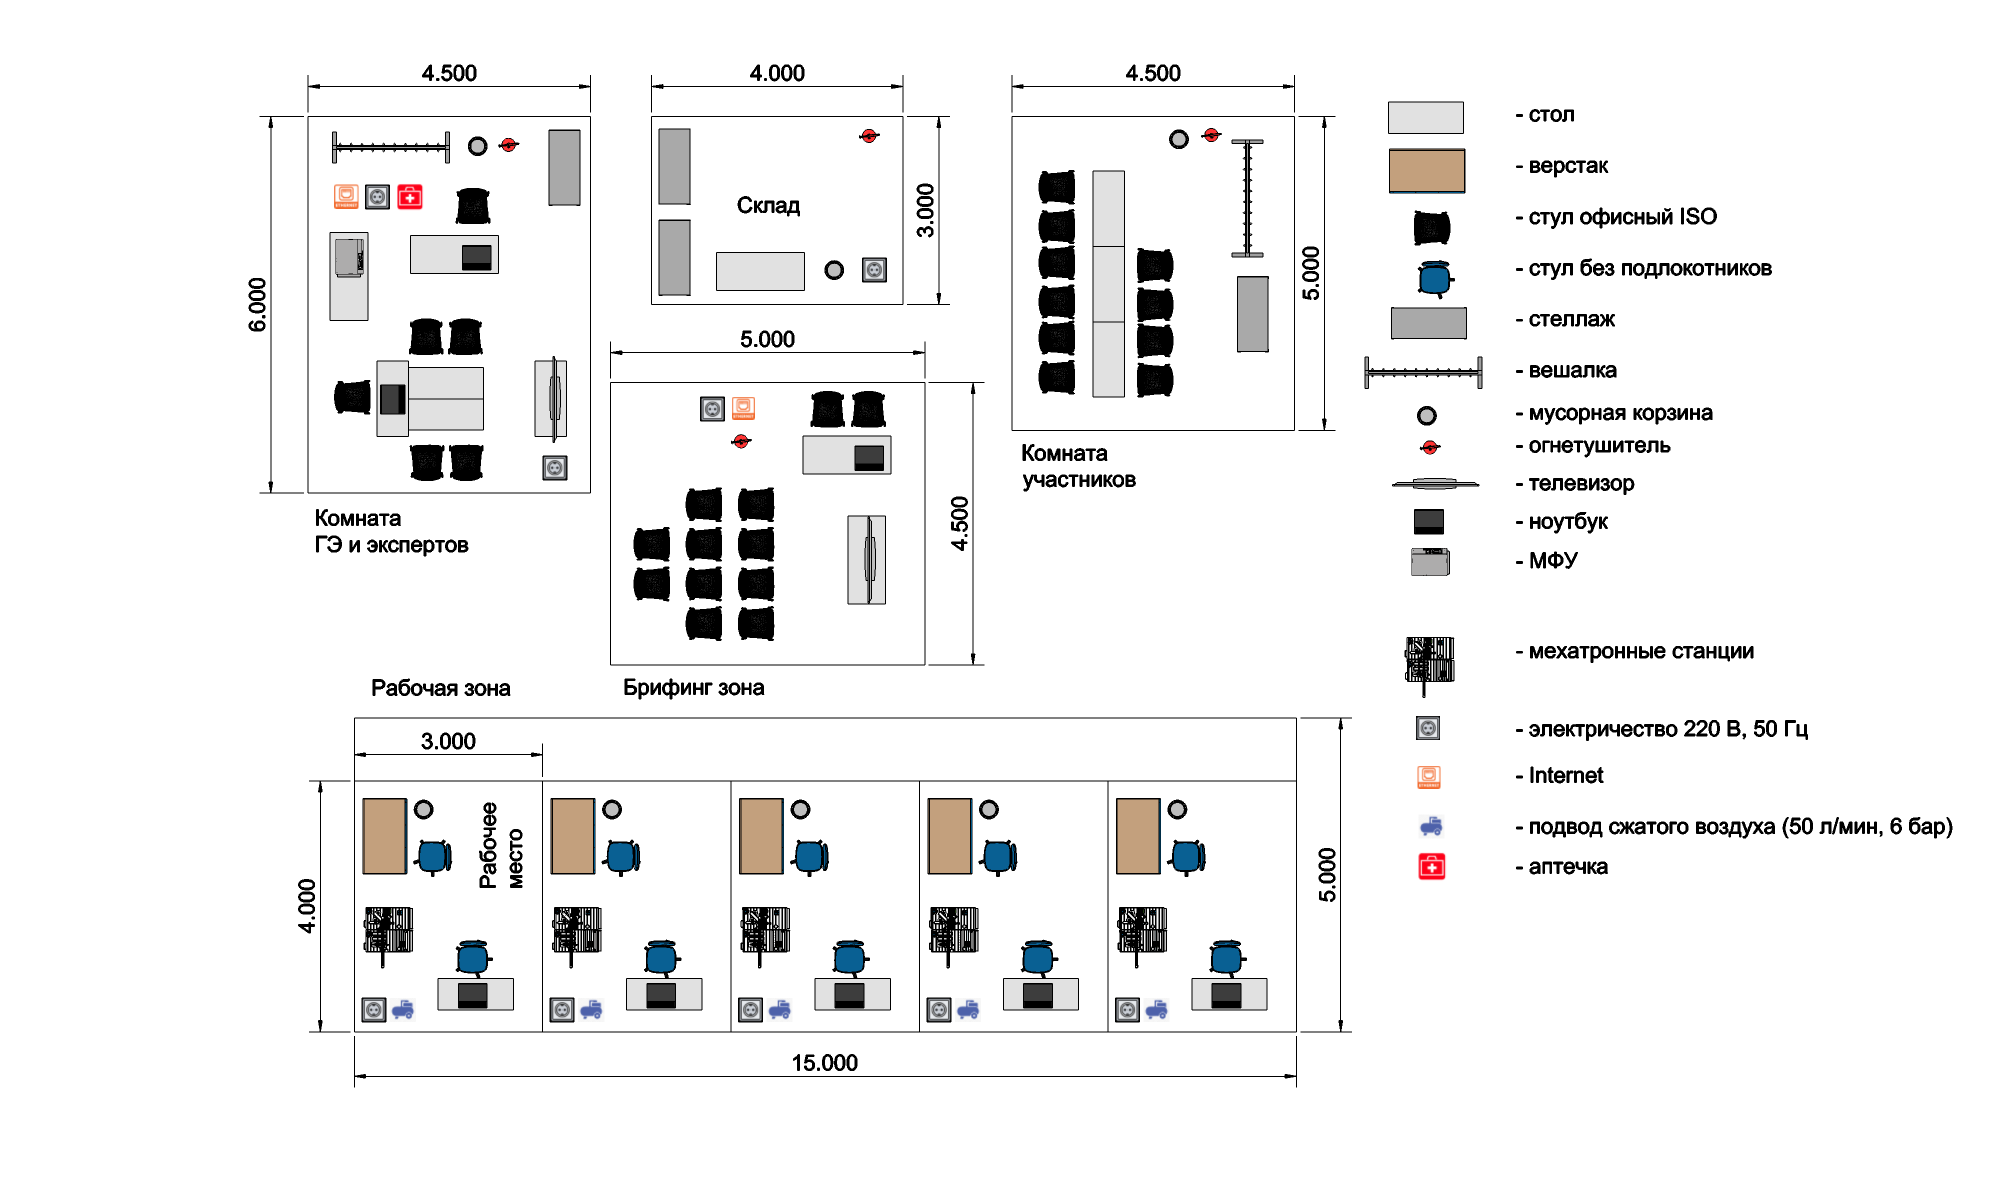 4.500
4.000
4.500
6.000
Склад
3.000
5.000
5.000
Комната
ГЭ и экспертов
4.500
Комната
участников
Рабочая зона
Брифинг зона
3.000
Рабочее
место
4.000
5.000
15.000
- стол
- верстак
- стул офисный ISO
- стул без подлокотников
- стеллаж
- вешалка
- мусорная корзина
- огнетушитель
- телевизор
- ноутбук
- МФУ
- мехатронные станции
- электричество 220 В, 50 Гц
- Internet
- подвод сжатого воздуха (50 л/мин, 6 бар)
- аптечка
ETHERNET
ETHERNET
ETHERNET